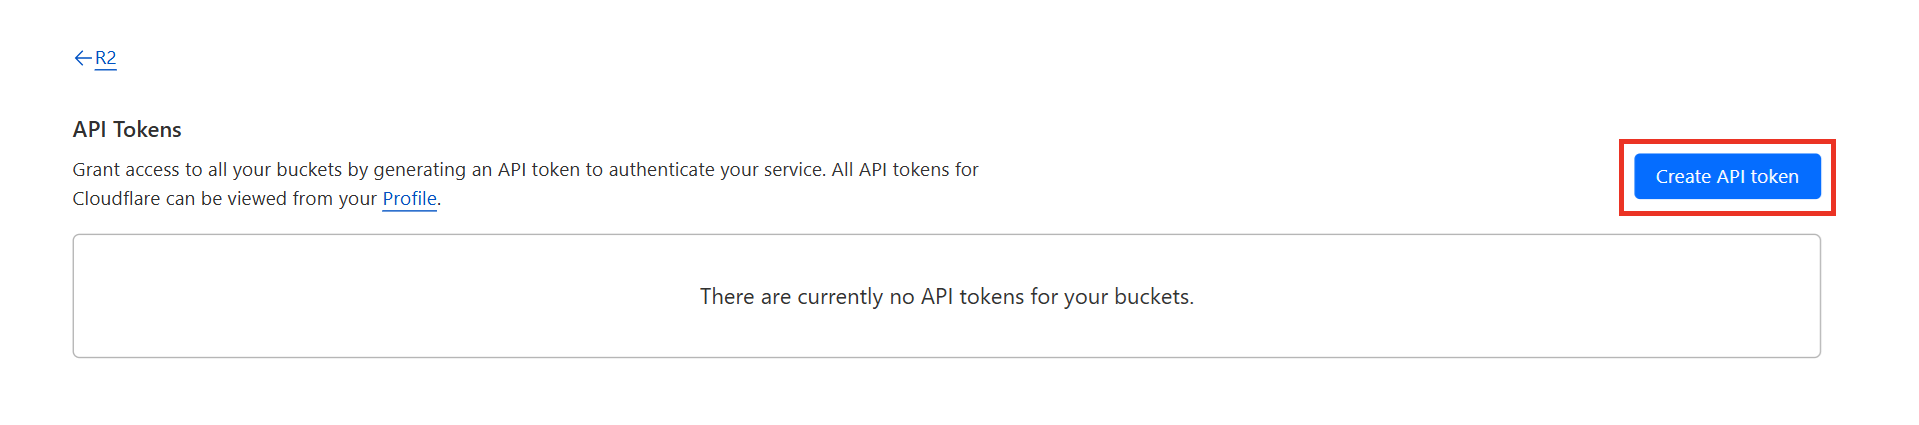 R2
API Tokens
Grant access to all your buckets by generating an API token to authenticate your service. All API tokens for
Cloudflare can be viewed from your Profile.
Create API token
There are currently no API tokens for your buckets.